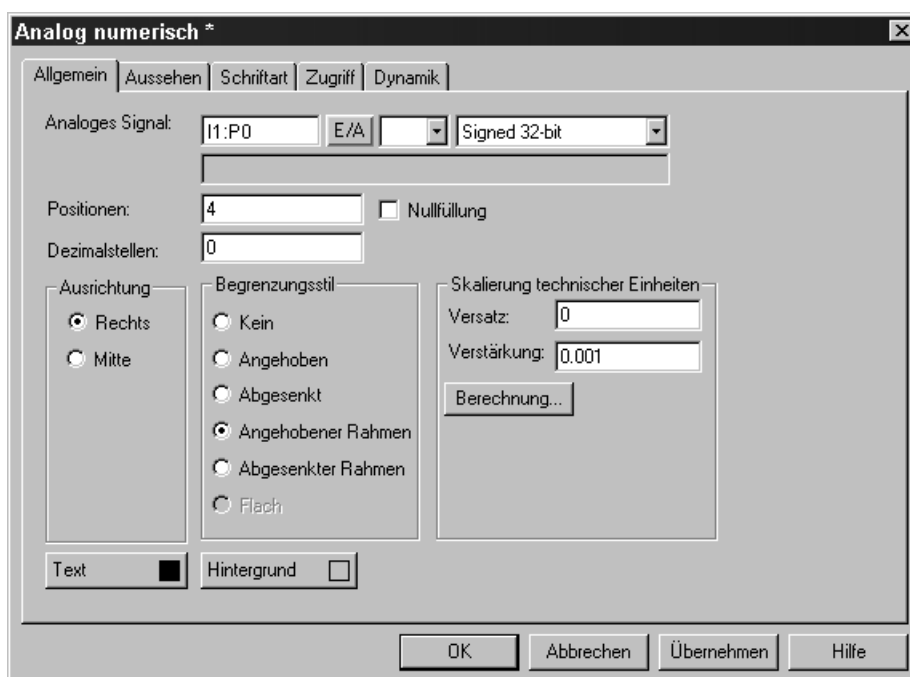 Analog numerisch *
Allgemein Aussehen Schriftart Zugriff Dynamik
Analoges Signal: I1:P0 E/A Signed 32-bit
Positionen: 4 Nullfüllung
Dezimalstellen: 0
Ausrichtung
Rechts
Mitte
Begrenzungsstil
Kein
Angehoben
Abgesenkt
Angehobener Rahmen
Abgesenkter Rahmen
Flach
Skalierung technischer Einheiten
Versatz: 0
Verstärkung: 0.001
Berechnung...
Text Hintergrund
OK Abbrechen Übernehmen Hilfe